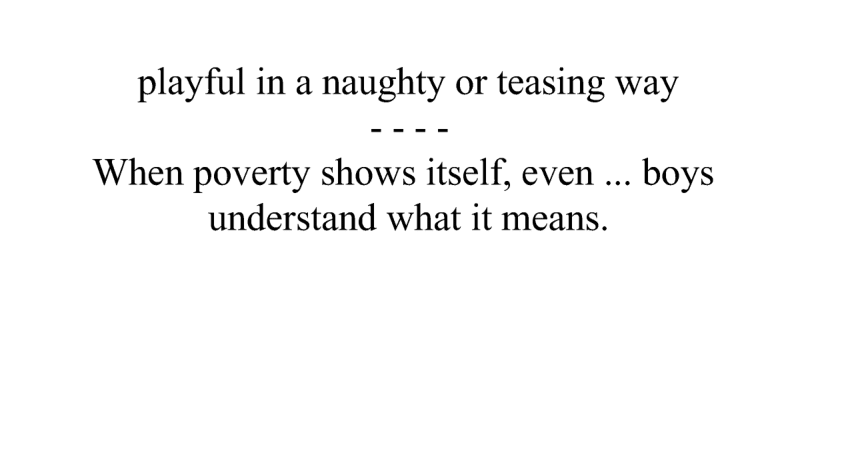 playful in a naughty or teasing way
- - - -
When poverty shows itself, even ... boys
understand what it means.